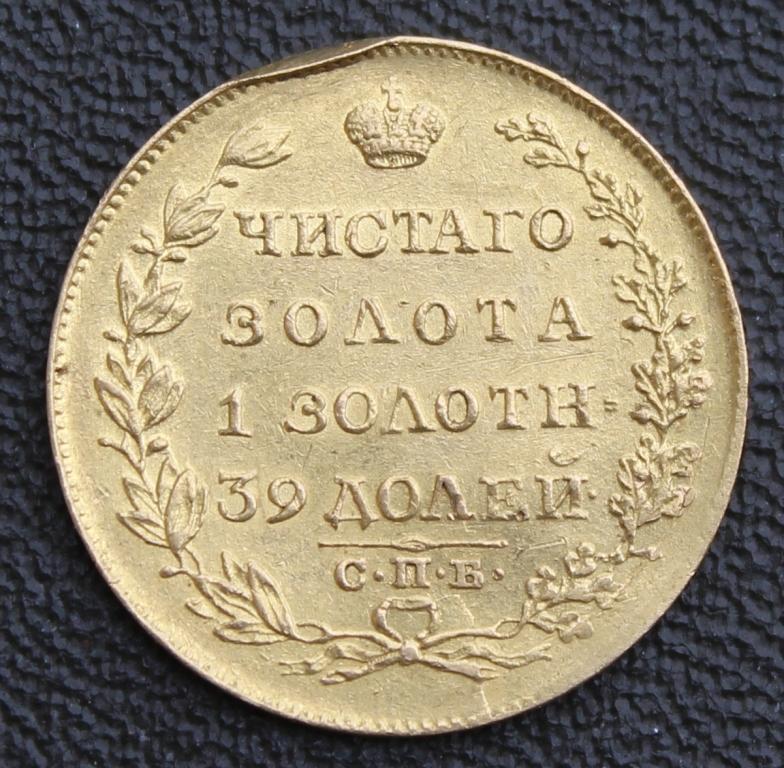 ЧИСТАГО
ЗОЛОТА
1 ЗОЛОТН=
39 ДОЛЕЙ·
С·П·Б·